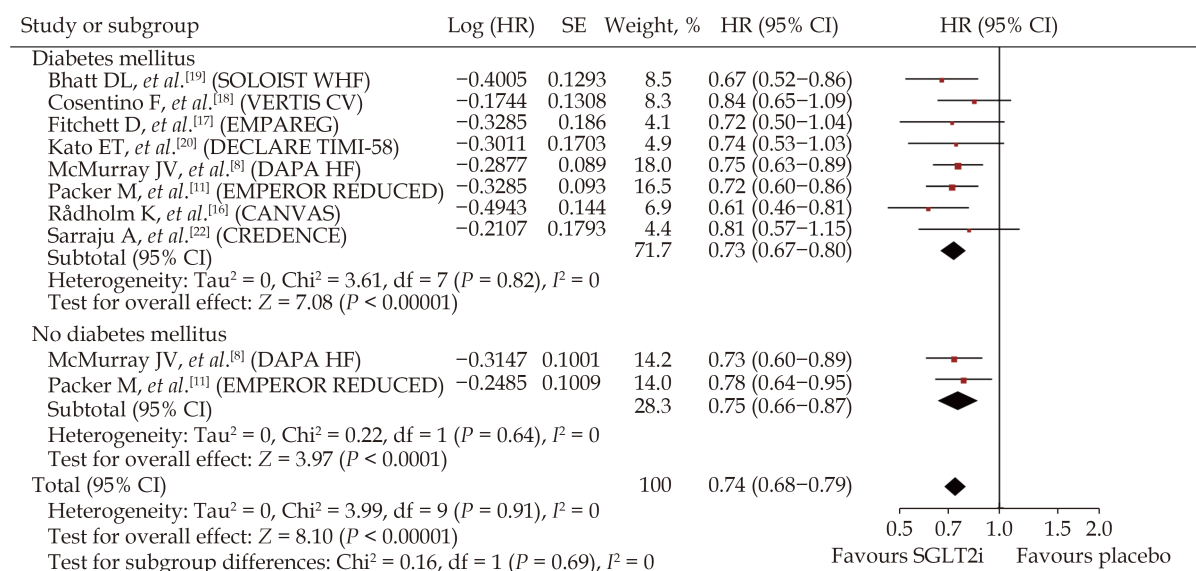 Study or subgroup Log (HR) SE Weight, % HR (95% CI) HR (95% CI)
Diabetes mellitus
Bhatt DL, et al.[19] (SOLOIST WHF) −0.4005 0.1293 8.5 0.67 (0.52−0.86)
Cosentino F, et al.[18] (VERTIS CV) −0.1744 0.1308 8.3 0.84 (0.65−1.09)
Fitchett D, et al.[17] (EMPAREG) −0.3285 0.186 4.1 0.72 (0.50−1.04)
Kato ET, et al.[20] (DECLARE TIMI-58) −0.3011 0.1703 4.9 0.74 (0.53−1.03)
McMurray JV, et al.[8] (DAPA HF) −0.2877 0.089 18.0 0.75 (0.63−0.89)
Packer M, et al.[11] (EMPEROR REDUCED) −0.3285 0.093 16.5 0.72 (0.60−0.86)
Rådholm K, et al.[16] (CANVAS) −0.4943 0.144 6.9 0.61 (0.46−0.81)
Sarraju A, et al.[22] (CREDENCE) −0.2107 0.1793 4.4 0.81 (0.57−1.15)
Subtotal (95% CI) 71.7 0.73 (0.67−0.80)
Heterogeneity: Tau² = 0, Chi² = 3.61, df = 7 (P = 0.82), I² = 0
Test for overall effect: Z = 7.08 (P < 0.00001)
No diabetes mellitus
McMurray JV, et al.[8] (DAPA HF) −0.3147 0.1001 14.2 0.73 (0.60−0.89)
Packer M, et al.[11] (EMPEROR REDUCED) −0.2485 0.1009 14.0 0.78 (0.64−0.95)
Subtotal (95% CI) 28.3 0.75 (0.66−0.87)
Heterogeneity: Tau² = 0, Chi² = 0.22, df = 1 (P = 0.64), I² = 0
Test for overall effect: Z = 3.97 (P < 0.0001)
Total (95% CI) 100 0.74 (0.68−0.79)
Heterogeneity: Tau² = 0, Chi² = 3.99, df = 9 (P = 0.91), I² = 0
Test for overall effect: Z = 8.10 (P < 0.00001)
Test for subgroup differences: Chi² = 0.16, df = 1 (P = 0.69), I² = 0
0.5 0.7 1.0 1.5 2.0
Favours SGLT2i Favours placebo